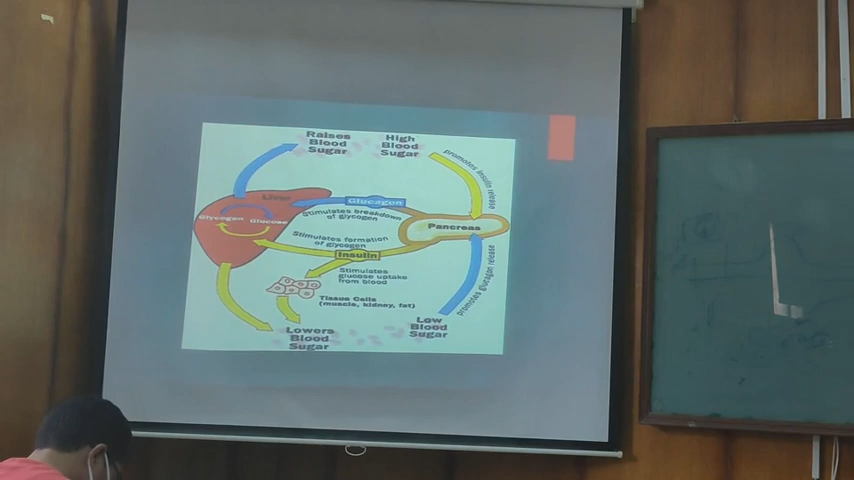 Raises
Blood
Sugar
High
Blood
Sugar
promotes insulin release
Liver
Glucagon
Stimulates breakdown
of glycogen
Glycogen
Glucose
Pancreas
Stimulates formation
of glycogen
Insulin
Stimulates
glucose uptake
from blood
Tissue Cells
(muscle, kidney, fat)
promotes glucagon release
Lowers
Blood
Sugar
Low
Blood
Sugar